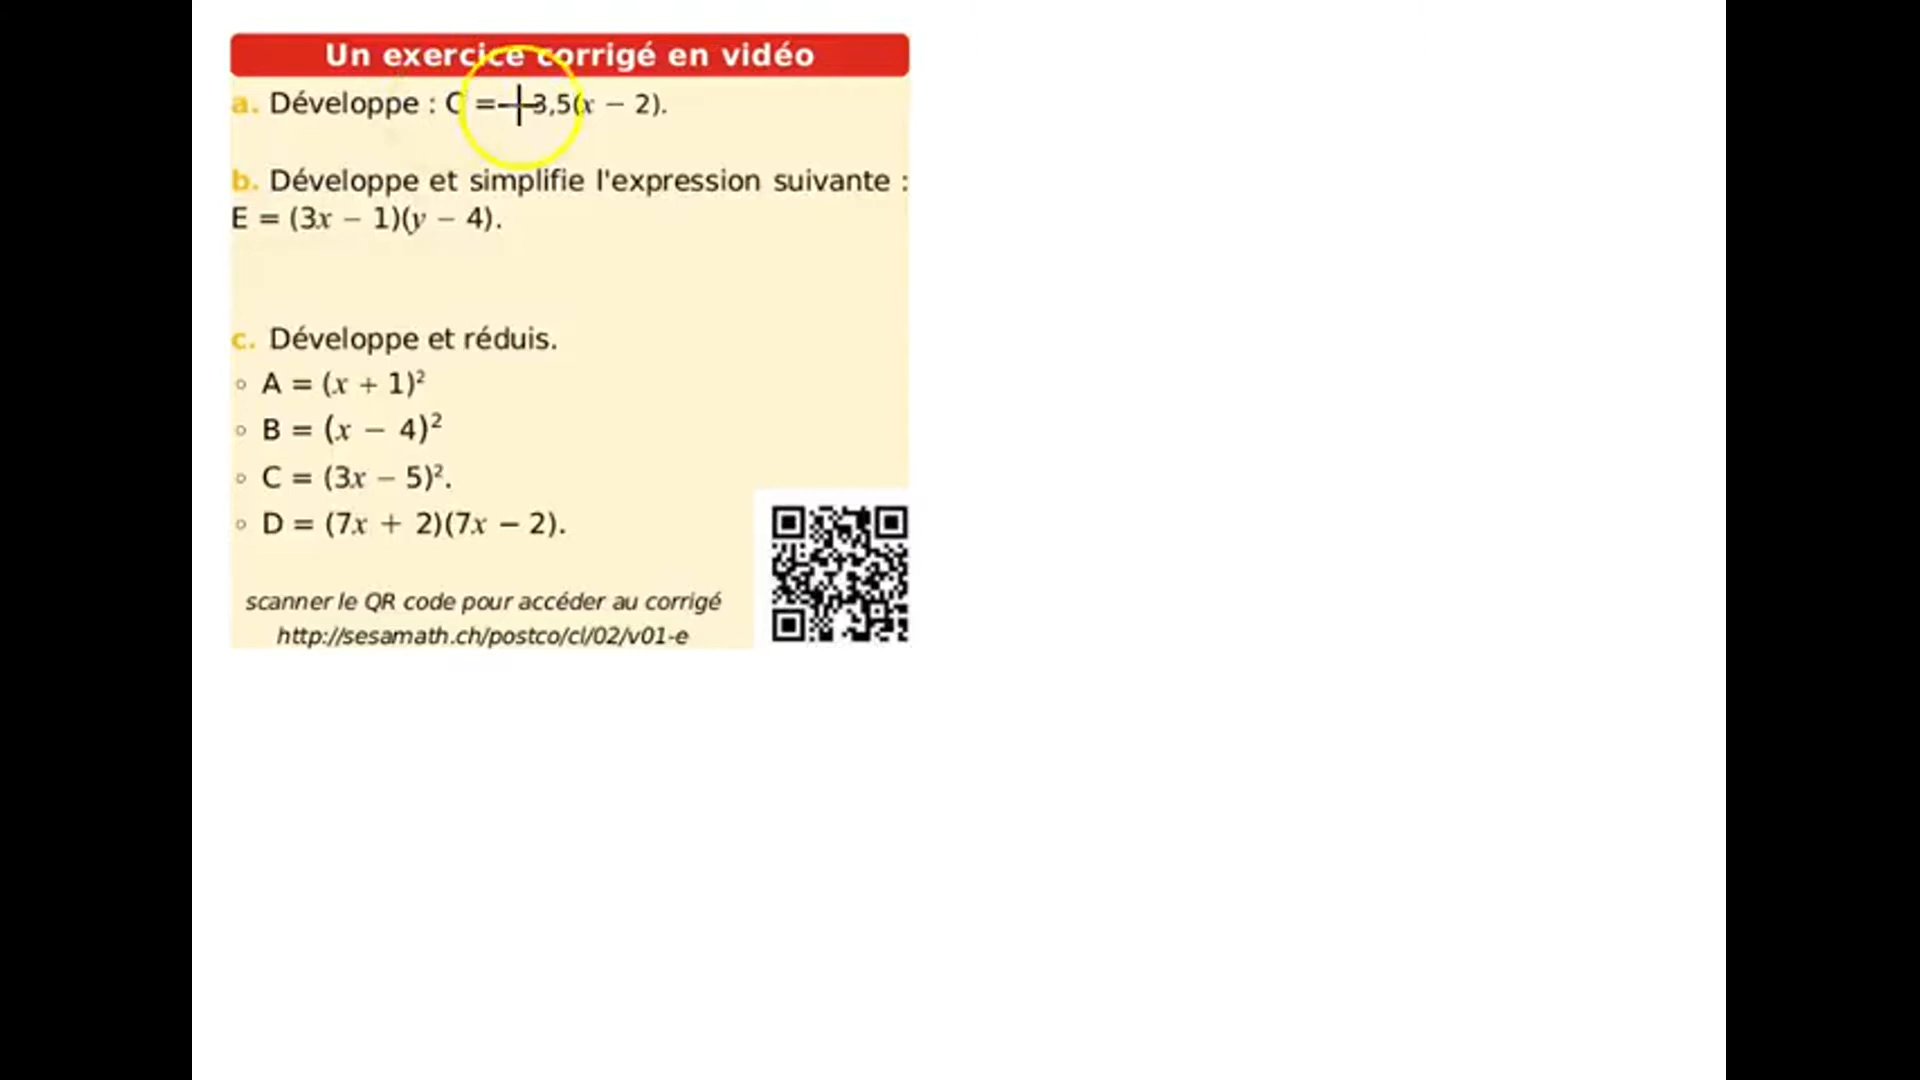 Un exercice corrigé en vidéo
a. Développe : C = 3,5(x − 2).
b. Développe et simplifie l'expression suivante :
E = (3x − 1)(y − 4).
c. Développe et réduis.
◦ A = (x + 1)²
◦ B = (x − 4)²
◦ C = (3x − 5)².
◦ D = (7x + 2)(7x − 2).
scanner le QR code pour accéder au corrigé
http://sesamath.ch/postco/cl/02/v01-e